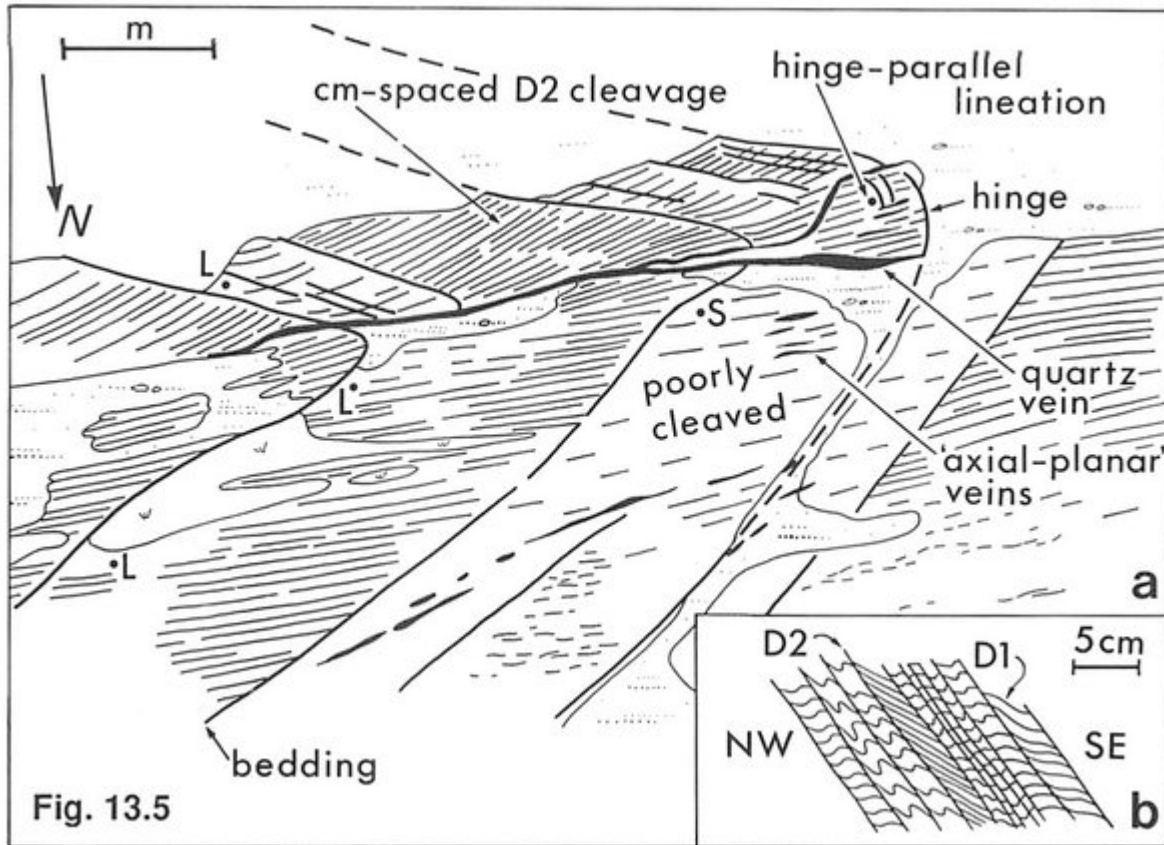 m
N
cm-spaced D2 cleavage
hinge-parallel
lineation
hinge
L
S
L
poorly
cleaved
quartz
vein
'axial-planar'
veins
L
a
bedding
Fig. 13.5
D2
D1
5cm
NW
SE
b